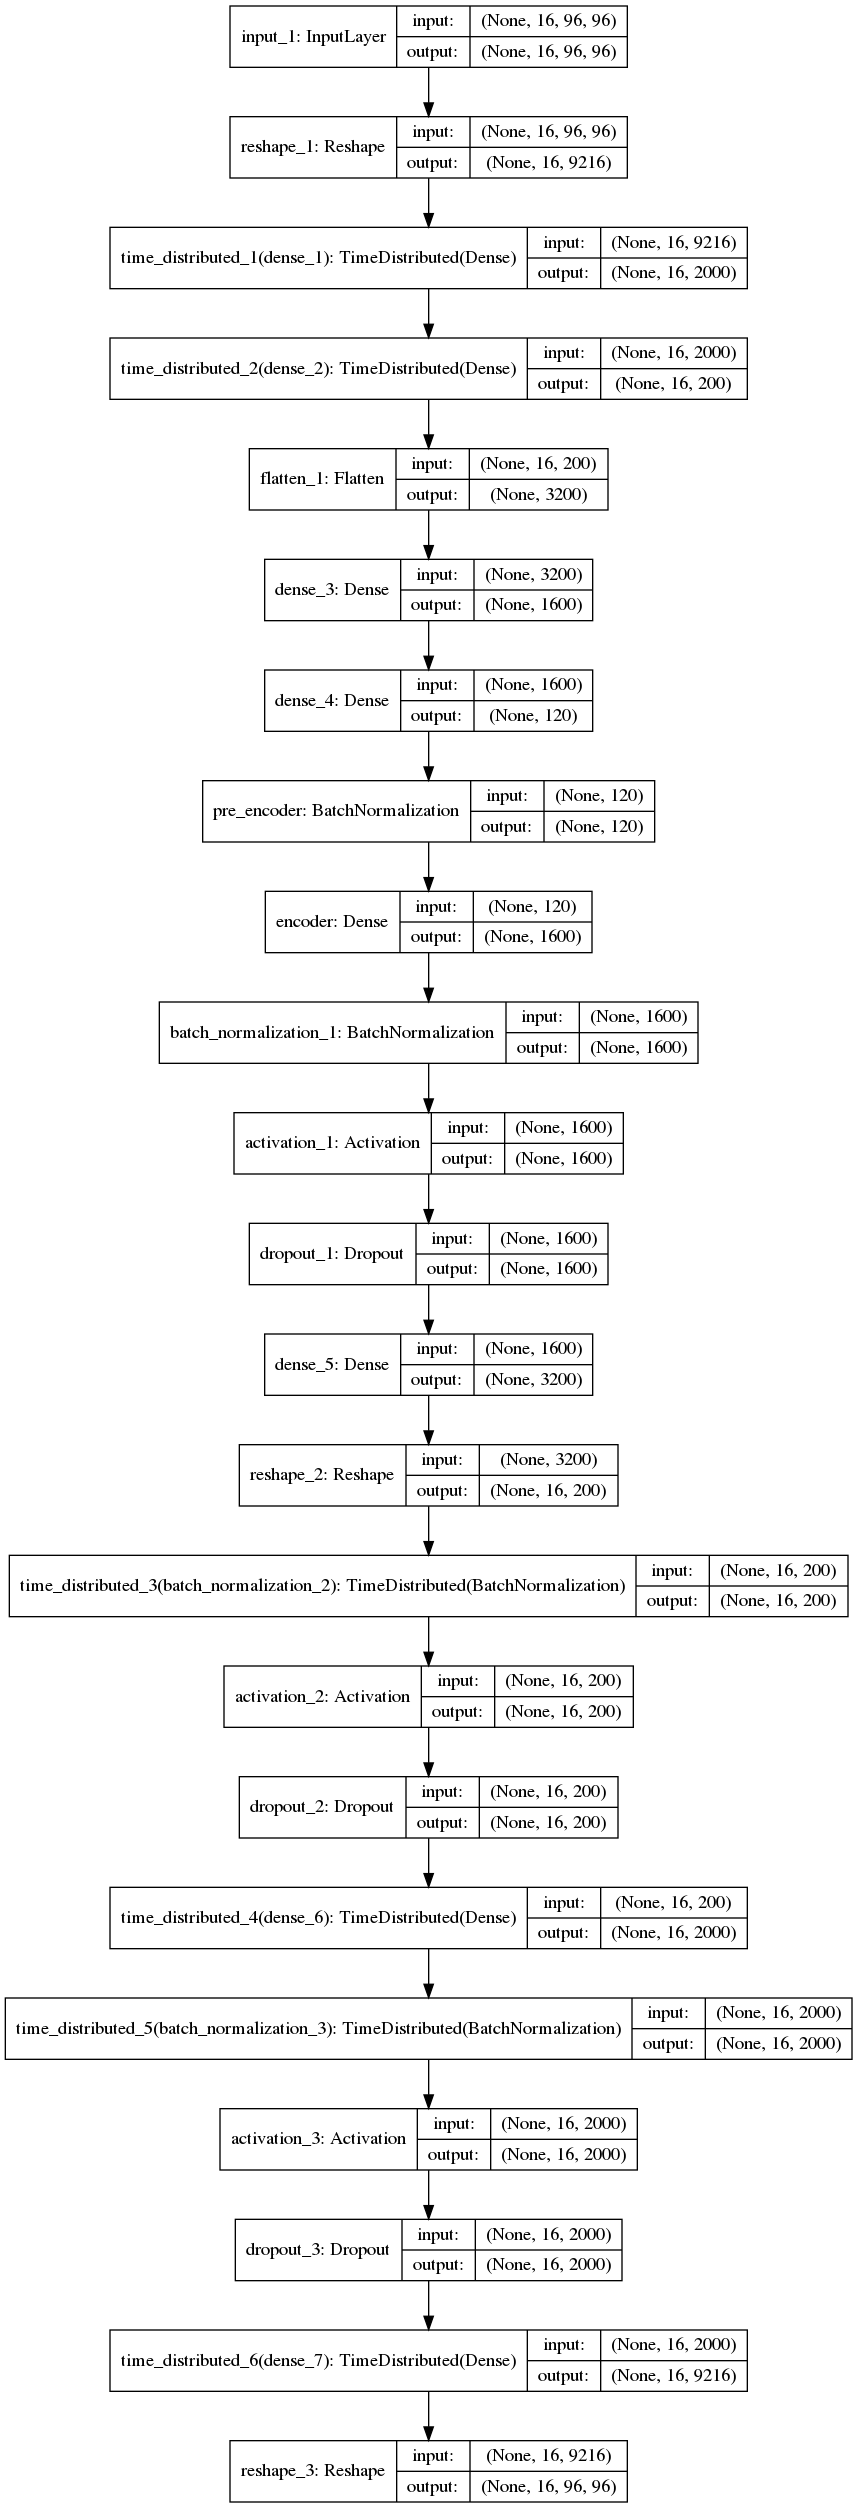 input_1: InputLayer
input: (None, 16, 96, 96)
output: (None, 16, 96, 96)
reshape_1: Reshape
input: (None, 16, 96, 96)
output: (None, 16, 9216)
time_distributed_1(dense_1): TimeDistributed(Dense)
input: (None, 16, 9216)
output: (None, 16, 2000)
time_distributed_2(dense_2): TimeDistributed(Dense)
input: (None, 16, 2000)
output: (None, 16, 200)
flatten_1: Flatten
input: (None, 16, 200)
output: (None, 3200)
dense_3: Dense
input: (None, 3200)
output: (None, 1600)
dense_4: Dense
input: (None, 1600)
output: (None, 120)
pre_encoder: BatchNormalization
input: (None, 120)
output: (None, 120)
encoder: Dense
input: (None, 120)
output: (None, 1600)
batch_normalization_1: BatchNormalization
input: (None, 1600)
output: (None, 1600)
activation_1: Activation
input: (None, 1600)
output: (None, 1600)
dropout_1: Dropout
input: (None, 1600)
output: (None, 1600)
dense_5: Dense
input: (None, 1600)
output: (None, 3200)
reshape_2: Reshape
input: (None, 3200)
output: (None, 16, 200)
time_distributed_3(batch_normalization_2): TimeDistributed(BatchNormalization)
input: (None, 16, 200)
output: (None, 16, 200)
activation_2: Activation
input: (None, 16, 200)
output: (None, 16, 200)
dropout_2: Dropout
input: (None, 16, 200)
output: (None, 16, 200)
time_distributed_4(dense_6): TimeDistributed(Dense)
input: (None, 16, 200)
output: (None, 16, 2000)
time_distributed_5(batch_normalization_3): TimeDistributed(BatchNormalization)
input: (None, 16, 2000)
output: (None, 16, 2000)
activation_3: Activation
input: (None, 16, 2000)
output: (None, 16, 2000)
dropout_3: Dropout
input: (None, 16, 2000)
output: (None, 16, 2000)
time_distributed_6(dense_7): TimeDistributed(Dense)
input: (None, 16, 2000)
output: (None, 16, 9216)
reshape_3: Reshape
input: (None, 16, 9216)
output: (None, 16, 96, 96)